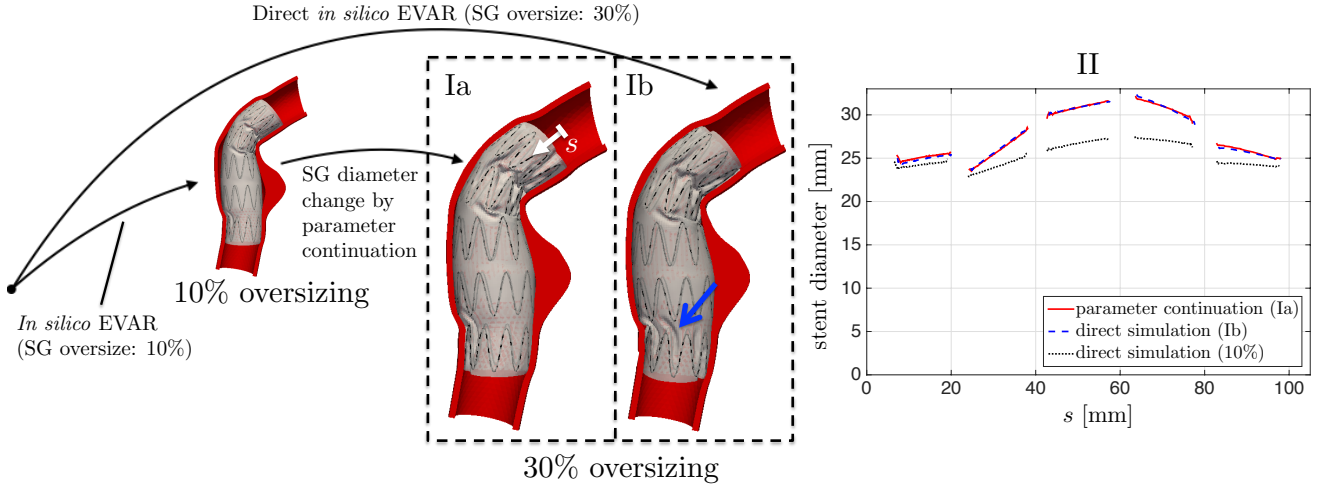 Direct in silico EVAR (SG oversize: 30%)
Ia
Ib
s
SG diameter
change by
parameter
continuation
10% oversizing
In silico EVAR
(SG oversize: 10%)
30% oversizing
II
stent diameter [mm]
30
25
20
15
10
5
0
0
20
40
60
80
100
s [mm]
parameter continuation (Ia)
direct simulation (Ib)
direct simulation (10%)